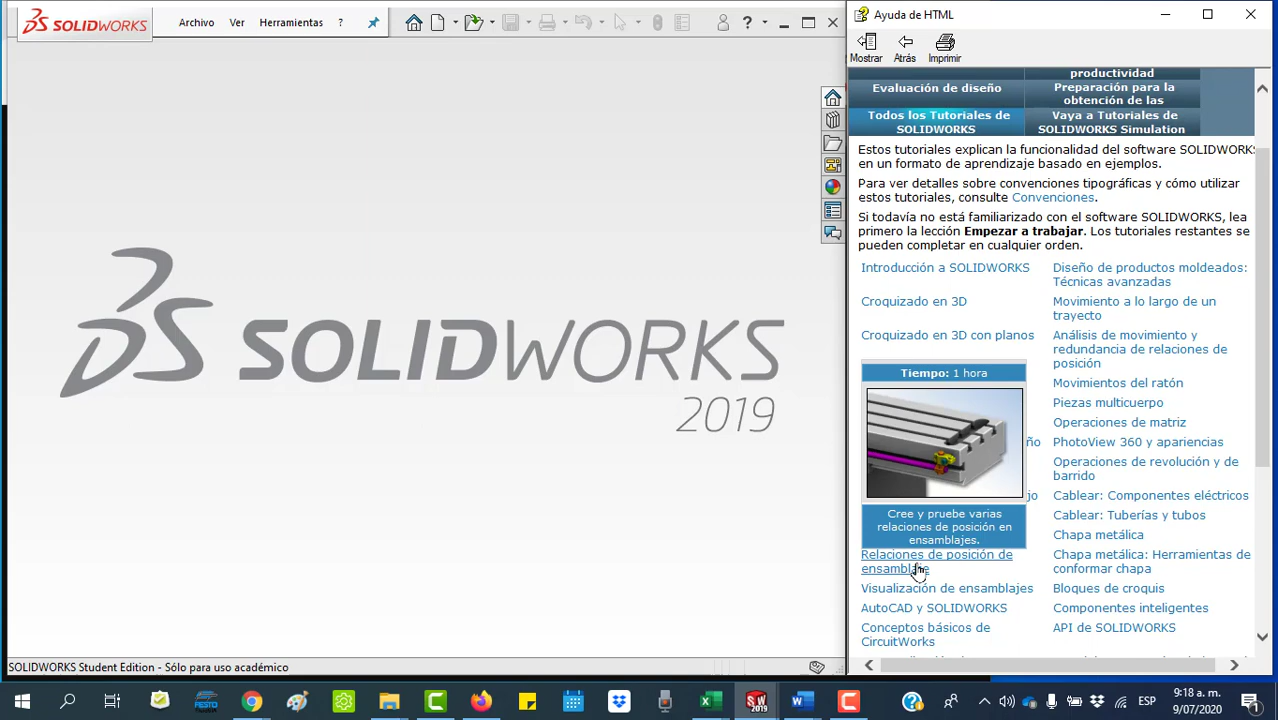 SOLIDWORKS
Archivo Ver Herramientas ?
?
Ayuda de HTML
Mostrar Atrás Imprimir
productividad
Evaluación de diseño
Preparación para la
obtención de las
Todos los Tutoriales de
SOLIDWORKS
Vaya a Tutoriales de
SOLIDWORKS Simulation
Estos tutoriales explican la funcionalidad del software SOLIDWORKS
en un formato de aprendizaje basado en ejemplos.
Para ver detalles sobre convenciones tipográficas y cómo utilizar
estos tutoriales, consulte Convenciones.
Si todavía no está familiarizado con el software SOLIDWORKS, lea
primero la lección Empezar a trabajar. Los tutoriales restantes se
pueden completar en cualquier orden.
Introducción a SOLIDWORKS
Croquizado en 3D
Croquizado en 3D con planos
Tiempo: 1 hora
ño
jo
Cree y pruebe varias
relaciones de posición en
ensamblajes.
Relaciones de posición de
ensamblaje
Visualización de ensamblajes
AutoCAD y SOLIDWORKS
Conceptos básicos de
CircuitWorks
Diseño de productos moldeados:
Técnicas avanzadas
Movimiento a lo largo de un
trayecto
Análisis de movimiento y
redundancia de relaciones de
posición
Movimientos del ratón
Piezas multicuerpo
Operaciones de matriz
PhotoView 360 y apariencias
Operaciones de revolución y de
barrido
Cablear: Componentes eléctricos
Cablear: Tuberías y tubos
Chapa metálica
Chapa metálica: Herramientas de
conformar chapa
Bloques de croquis
Componentes inteligentes
API de SOLIDWORKS
SOLIDWORKS
2019
SOLIDWORKS Student Edition - Sólo para uso académico
FESTO
SW
2019
ESP
9:18 a. m.
9/07/2020